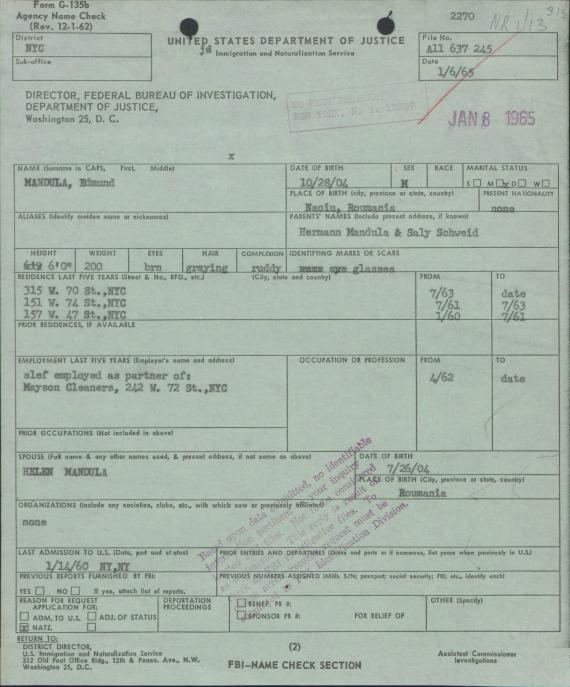 Form G-135b
Agency Name Check
(Rev. 12-1-62)
2270
NR 1/13
313
District
NYC
Sub-office
UNITED STATES DEPARTMENT OF JUSTICE
jd Immigration and Naturalization Service
File No.
A11 637 245
Date
1/6/65
DIRECTOR, FEDERAL BUREAU OF INVESTIGATION,
DEPARTMENT OF JUSTICE,
Washington 25, D. C.
NEW YORK, N. Y. 10007
JAN 8 1965
x
NAME (Surname in CAPS, First, Middle)
MANDULA, Edmund
DATE OF BIRTH
10/28/04
SEX
M
RACE
MARITAL STATUS
S M D W
PLACE OF BIRTH (city, province or state, county)
Naoiu, Roumania
PRESENT NATIONALITY
none
ALIASES (Identify maiden name or nicknames)
PARENTS' NAMES (Include present address, if known)
Hermann Mandula & Saly Schweid
HEIGHT WEIGHT EYES HAIR COMPLEXION IDENTIFYING MARKS OR SCARS
6'0" 200 brn graying ruddy eye glasses
RESIDENCE LAST FIVE YEARS (Street & No., RFD., etc.) (City, state and county) FROM TO
315 W. 70 St.,NYC 7/63 date
151 W. 74 St.,NYC 7/61 7/63
157 W. 47 St.,NYC 1/60 7/61
PRIOR RESIDENCES, IF AVAILABLE
EMPLOYMENT LAST FIVE YEARS (Employer's name and address) OCCUPATION OR PROFESSION FROM TO
slef employed as partner of: 4/62 date
Mayson Cleaners, 242 W. 72 St.,NYC
PRIOR OCCUPATIONS (Not included in above)
SPOUSE (Full name & any other names used, & present address, if not same as above)
HELEN MANDULA
DATE OF BIRTH
7/26/04
PLACE OF BIRTH (City, province or state, county)
Roumania
ORGANIZATIONS (Include any societies, clubs, etc., with which now or previously affiliated)
none
Based upon data submitted, no identifiable
LAST ADMISSION TO U.S. (Date, port and status)
1/14/60 NY,NY
PRIOR ENTRIES AND DEPARTURES (Dates and ports or if numerous, list years when previously in U.S.)
PREVIOUS REPORTS FURNISHED BY FBI:
YES NO If yes, attach list of reports.
PREVIOUS NUMBERS ASSIGNED (Milit. S/N; passport; social security; FBI; etc., identify each)
REASON FOR REQUEST
APPLICATION FOR:
ADM. TO U.S. ADJ. OF STATUS
x NATZ.
DEPORTATION
PROCEEDINGS
BENEF. PB #:
SPONSOR PB #: FOR RELIEF OF
OTHER (Specify)
RETURN TO:
DISTRICT DIRECTOR,
U.S. Immigration and Naturalization Service
312 Old Post Office Bldg., 12th & Penna. Ave., N.W.
Washington 25, D.C.
(2)
FBI-NAME CHECK SECTION
Assistant Commissioner
Investigations